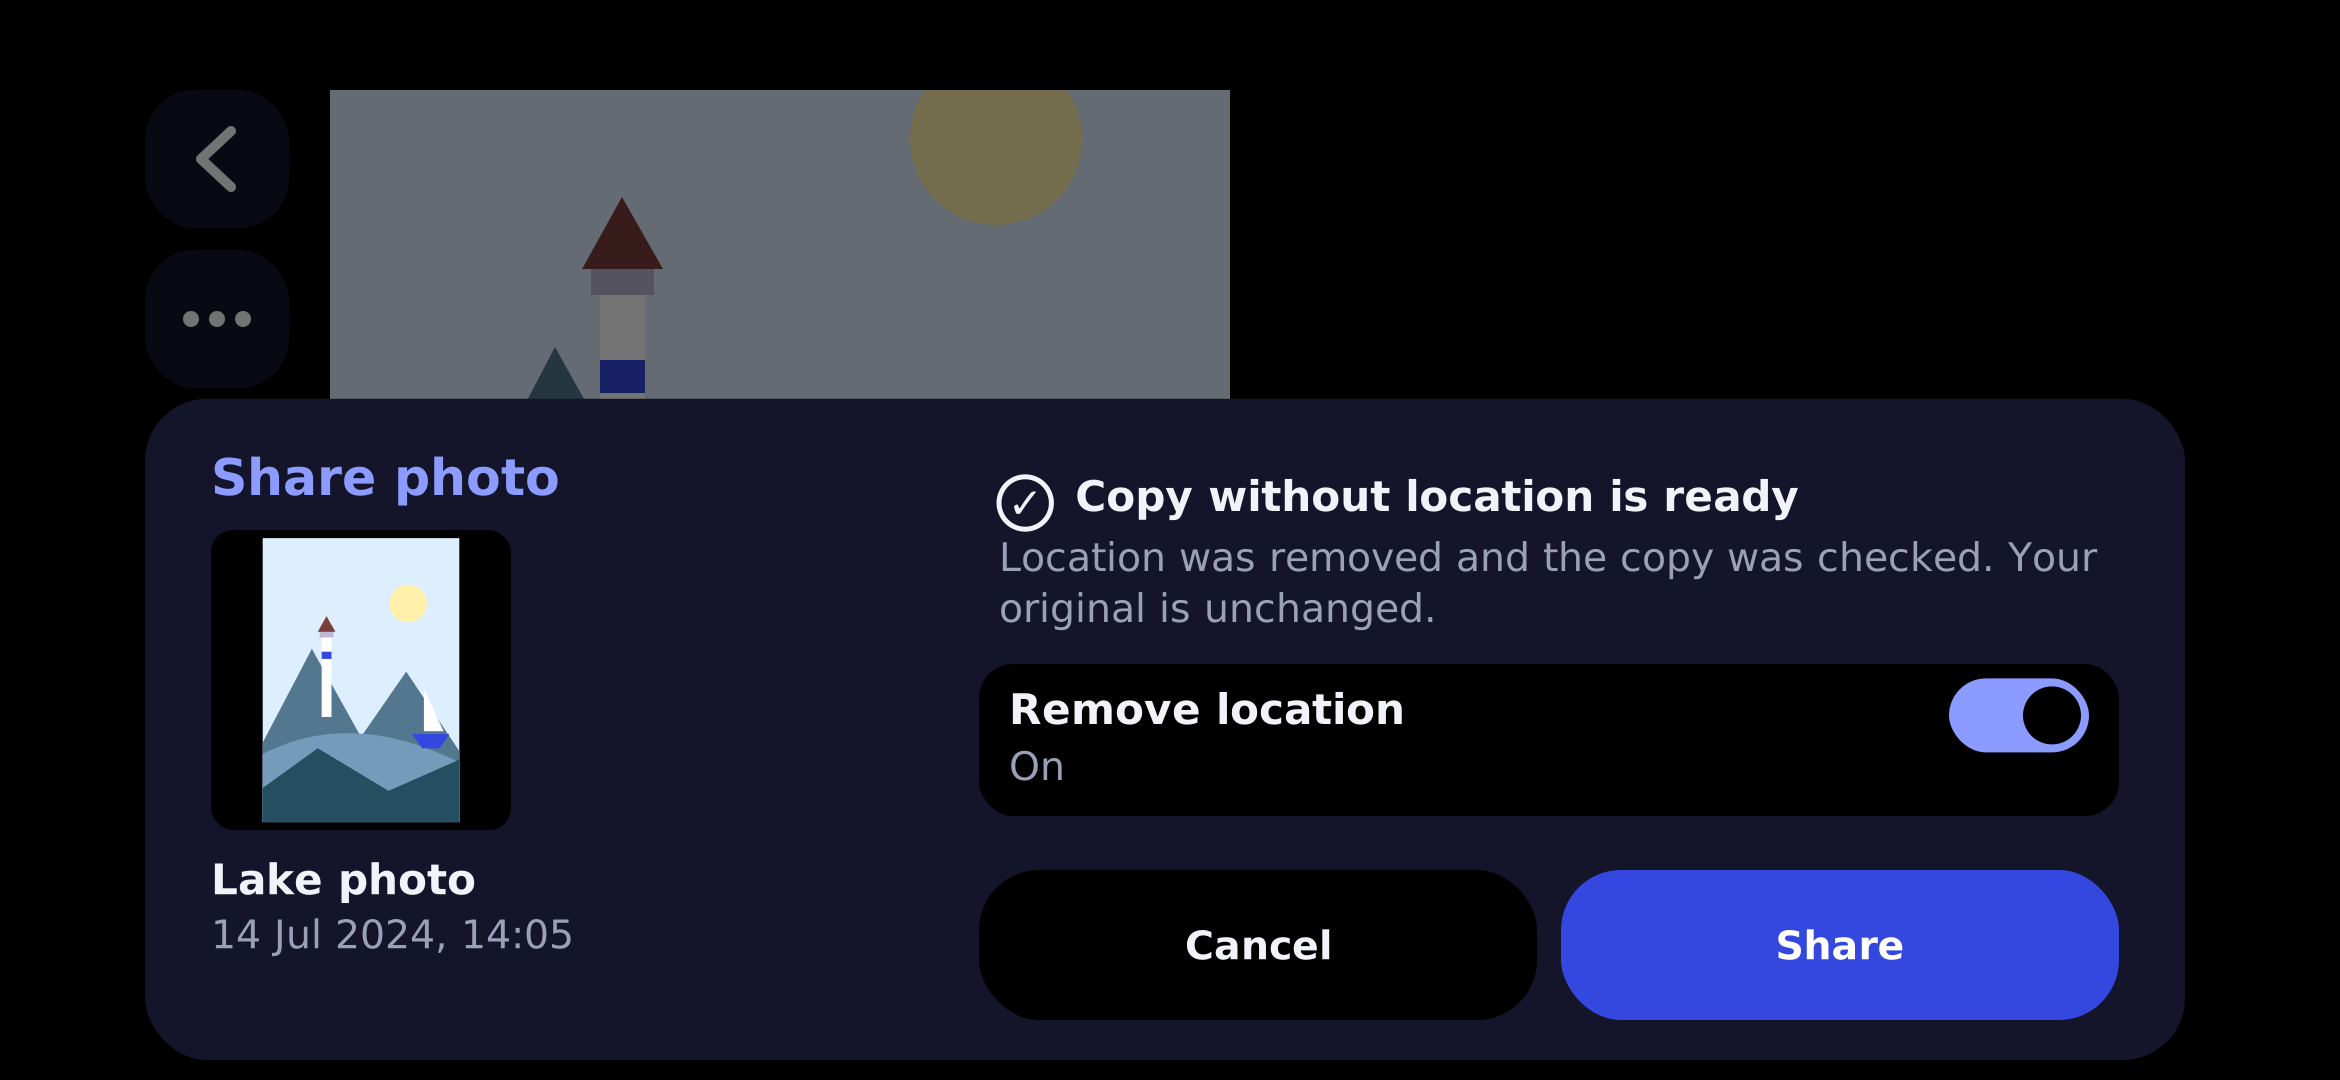 Share photo
Lake photo
14 Jul 2024, 14:05
Copy without location is ready
Location was removed and the copy was checked. Your
original is unchanged.
Remove location
On
Cancel
Share